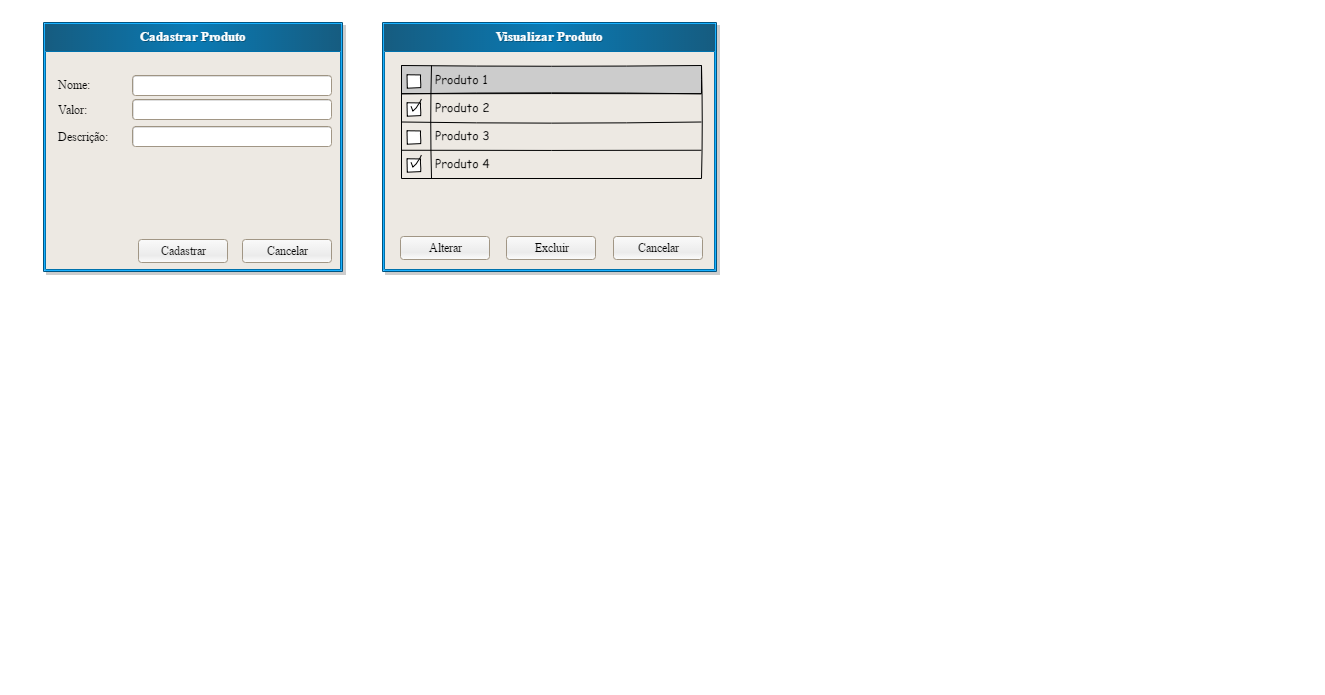 Cadastrar Produto
Nome:
Valor:
Descrição:
Cadastrar Cancelar
Visualizar Produto
Produto 1
Produto 2
Produto 3
Produto 4
Alterar Excluir Cancelar